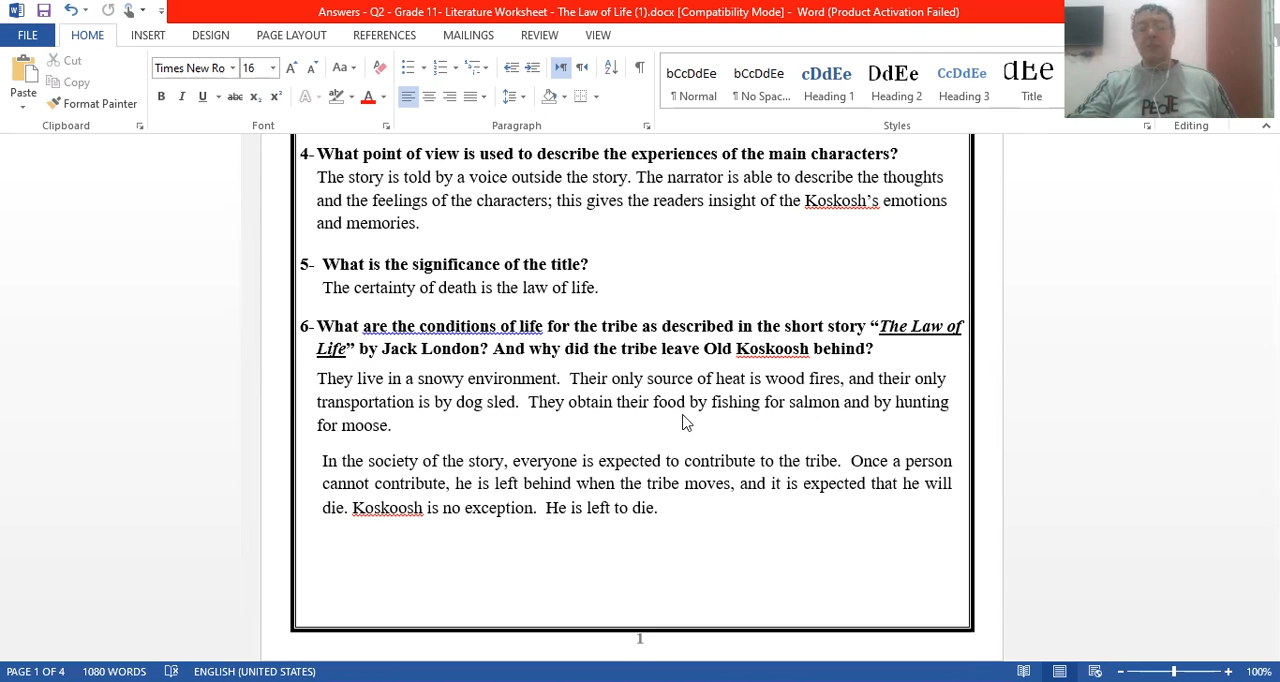 Answers - Q2 - Grade 11- Literature Worksheet - The Law of Life (1).docx [Compatibility Mode] - Word (Product Activation Failed)
FILE HOME INSERT DESIGN PAGE LAYOUT REFERENCES MAILINGS REVIEW VIEW
Paste
Cut
Copy
Format Painter
Clipboard
Times New Ro 16
Font
Paragraph
bCcDdEe bCcDdEe cDdEe DdEe CcDdEe dEe
¶ Normal ¶ No Spac... Heading 1 Heading 2 Heading 3 Title
Styles
Editing
4- What point of view is used to describe the experiences of the main characters?
The story is told by a voice outside the story. The narrator is able to describe the thoughts
and the feelings of the characters; this gives the readers insight of the Koskosh’s emotions
and memories.
5- What is the significance of the title?
The certainty of death is the law of life.
6- What are the conditions of life for the tribe as described in the short story “The Law of
Life” by Jack London? And why did the tribe leave Old Koskoosh behind?
They live in a snowy environment. Their only source of heat is wood fires, and their only
transportation is by dog sled. They obtain their food by fishing for salmon and by hunting
for moose.
In the society of the story, everyone is expected to contribute to the tribe. Once a person
cannot contribute, he is left behind when the tribe moves, and it is expected that he will
die. Koskoosh is no exception. He is left to die.
1
PAGE 1 OF 4 1080 WORDS ENGLISH (UNITED STATES) 100%